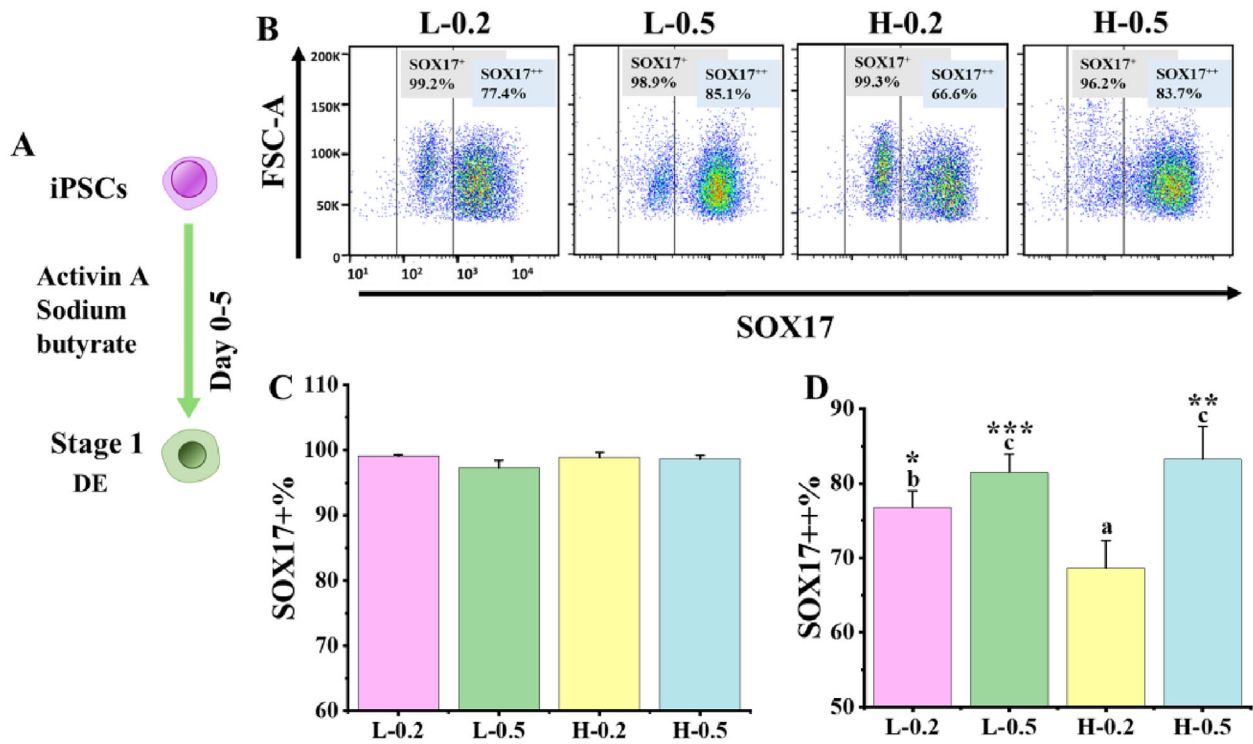 A
iPSCs
Activin A
Sodium
butyrate
Day 0-5
Stage 1
DE
B
L-0.2
L-0.5
H-0.2
H-0.5
FSC-A
200K
150K
100K
50K
0
10¹
10²
10³
10⁴
SOX17⁺
99.2%
SOX17⁺⁺
77.4%
SOX17⁺
98.9%
SOX17⁺⁺
85.1%
SOX17⁺
99.3%
SOX17⁺⁺
66.6%
SOX17⁺
96.2%
SOX17⁺⁺
83.7%
SOX17
C
SOX17+%
110
100
90
80
70
60
L-0.2
L-0.5
H-0.2
H-0.5
D
SOX17++%
90
80
70
60
50
*
b
***
c
a
**
c
L-0.2
L-0.5
H-0.2
H-0.5